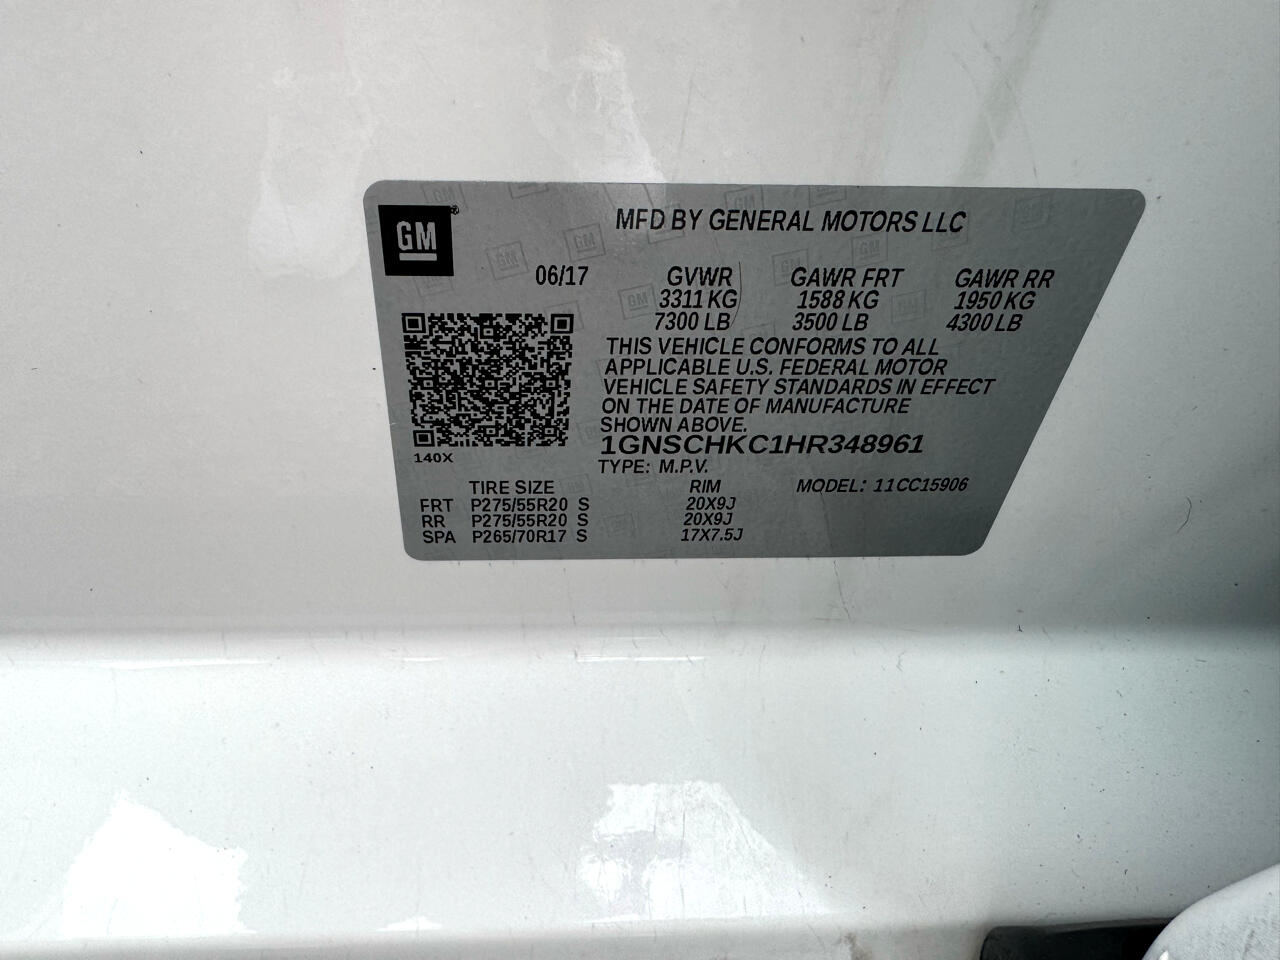 GM®
MFD BY GENERAL MOTORS LLC
06/17 GVWR GAWR FRT GAWR RR
3311 KG 1588 KG 1950 KG
7300 LB 3500 LB 4300 LB
THIS VEHICLE CONFORMS TO ALL
APPLICABLE U.S. FEDERAL MOTOR
VEHICLE SAFETY STANDARDS IN EFFECT
ON THE DATE OF MANUFACTURE
SHOWN ABOVE.
1GNSCHKC1HR348961
140X
TYPE: M.P.V.
TIRE SIZE RIM MODEL: 11CC15906
FRT P275/55R20 S 20X9J
RR P275/55R20 S 20X9J
SPA P265/70R17 S 17X7.5J